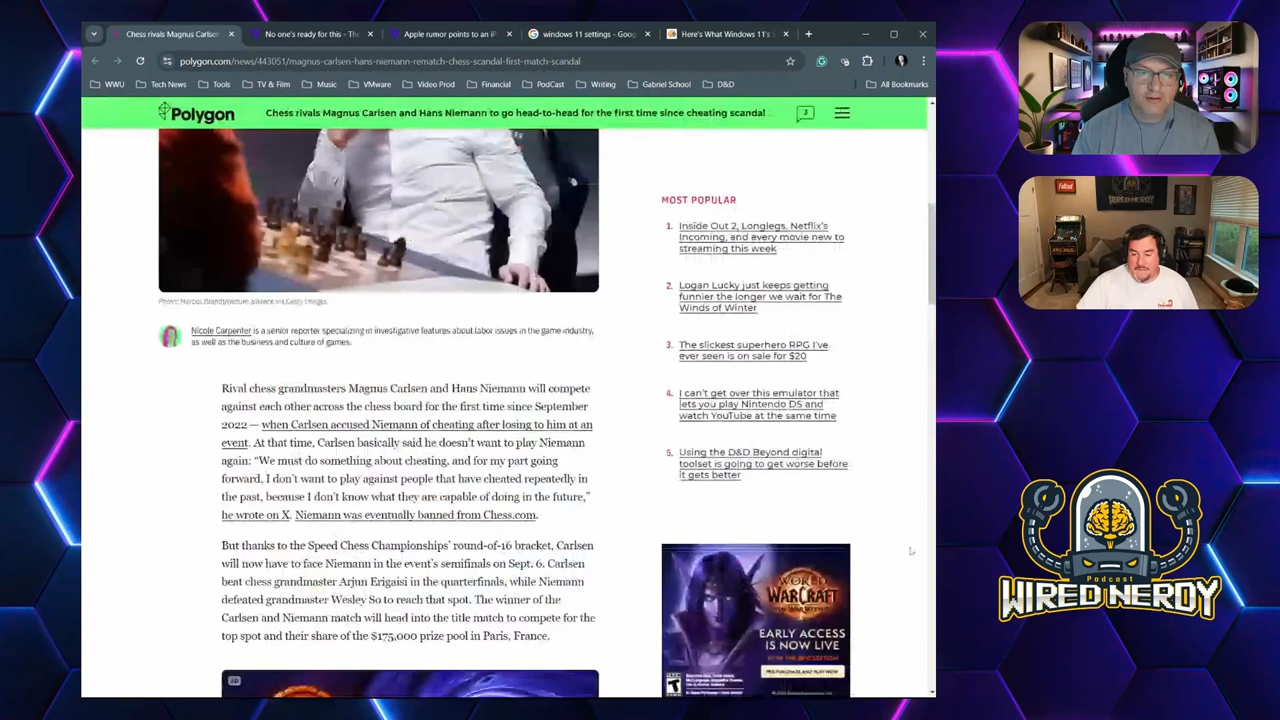 Chess rivals Magnus Carlsen
No one's ready for this - The
Apple rumor points to an iP
windows 11 settings - Goog
Here's What Windows 11's S
polygon.com/news/443051/magnus-carlsen-hans-niemann-rematch-chess-scandal-first-match-scandal
WWU
Tech News
Tools
TV & Film
Music
VMware
Video Prod
Financial
PodCast
Writing
Gabriel School
D&D
All Bookmarks
Polygon
Chess rivals Magnus Carlsen and Hans Niemann to go head-to-head for the first time since cheating scandal
3
Photo: Marcus Brandt/picture alliance via Getty Images
Nicole Carpenter is a senior reporter specializing in investigative features about labor issues in the game industry,
as well as the business and culture of games.
Rival chess grandmasters Magnus Carlsen and Hans Niemann will compete
against each other across the chess board for the first time since September
2022 — when Carlsen accused Niemann of cheating after losing to him at an
event. At that time, Carlsen basically said he doesn't want to play Niemann
again: “We must do something about cheating, and for my part going
forward, I don't want to play against people that have cheated repeatedly in
the past, because I don't know what they are capable of doing in the future,”
he wrote on X. Niemann was eventually banned from Chess.com.
But thanks to the Speed Chess Championships' round-of-16 bracket, Carlsen
will now have to face Niemann in the event's semifinals on Sept. 6. Carlsen
beat chess grandmaster Arjun Erigaisi in the quarterfinals, while Niemann
defeated grandmaster Wesley So to reach that spot. The winner of the
Carlsen and Niemann match will head into the title match to compete for the
top spot and their share of the $175,000 prize pool in Paris, France.
AD
MOST POPULAR
1. Inside Out 2, Longlegs, Netflix's
Incoming, and every movie new to
streaming this week
2. Logan Lucky just keeps getting
funnier the longer we wait for The
Winds of Winter
3. The slickest superhero RPG I've
ever seen is on sale for $20
4. I can't get over this emulator that
lets you play Nintendo DS and
watch YouTube at the same time
5. Using the D&D Beyond digital
toolset is going to get worse before
it gets better
WORLD
WARCRAFT
THE WAR WITHIN
EARLY ACCESS
IS NOW LIVE
T
Fallout
WIRED NERDY
ARCADE
Podcast
WIRED NERDY